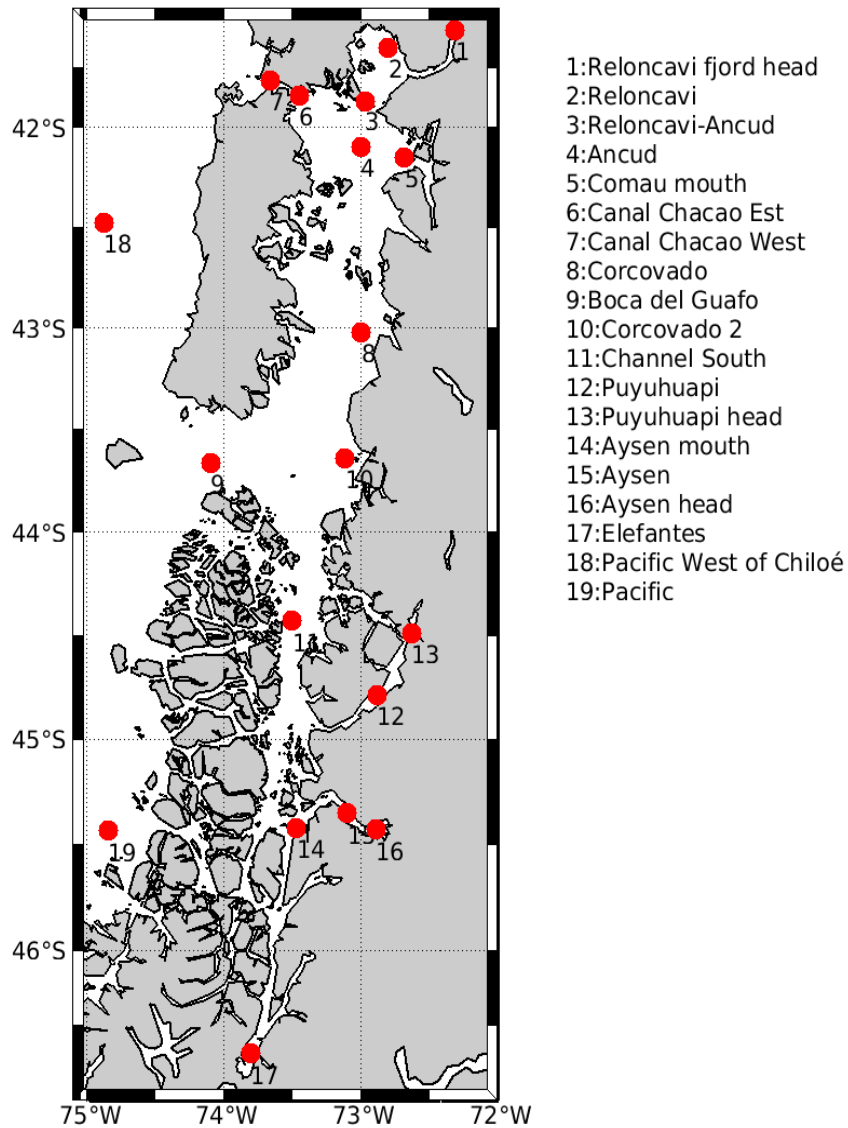 1
2
7
6
3
42°S
4
5
18
43°S
8
9
10
44°S
11
13
12
45°S
19
14
15
16
46°S
17
75°W
74°W
73°W
72°W
1:Reloncavi fjord head
2:Reloncavi
3:Reloncavi-Ancud
4:Ancud
5:Comau mouth
6:Canal Chacao Est
7:Canal Chacao West
8:Corcovado
9:Boca del Guafo
10:Corcovado 2
11:Channel South
12:Puyuhuapi
13:Puyuhuapi head
14:Aysen mouth
15:Aysen
16:Aysen head
17:Elefantes
18:Pacific West of Chiloé
19:Pacific